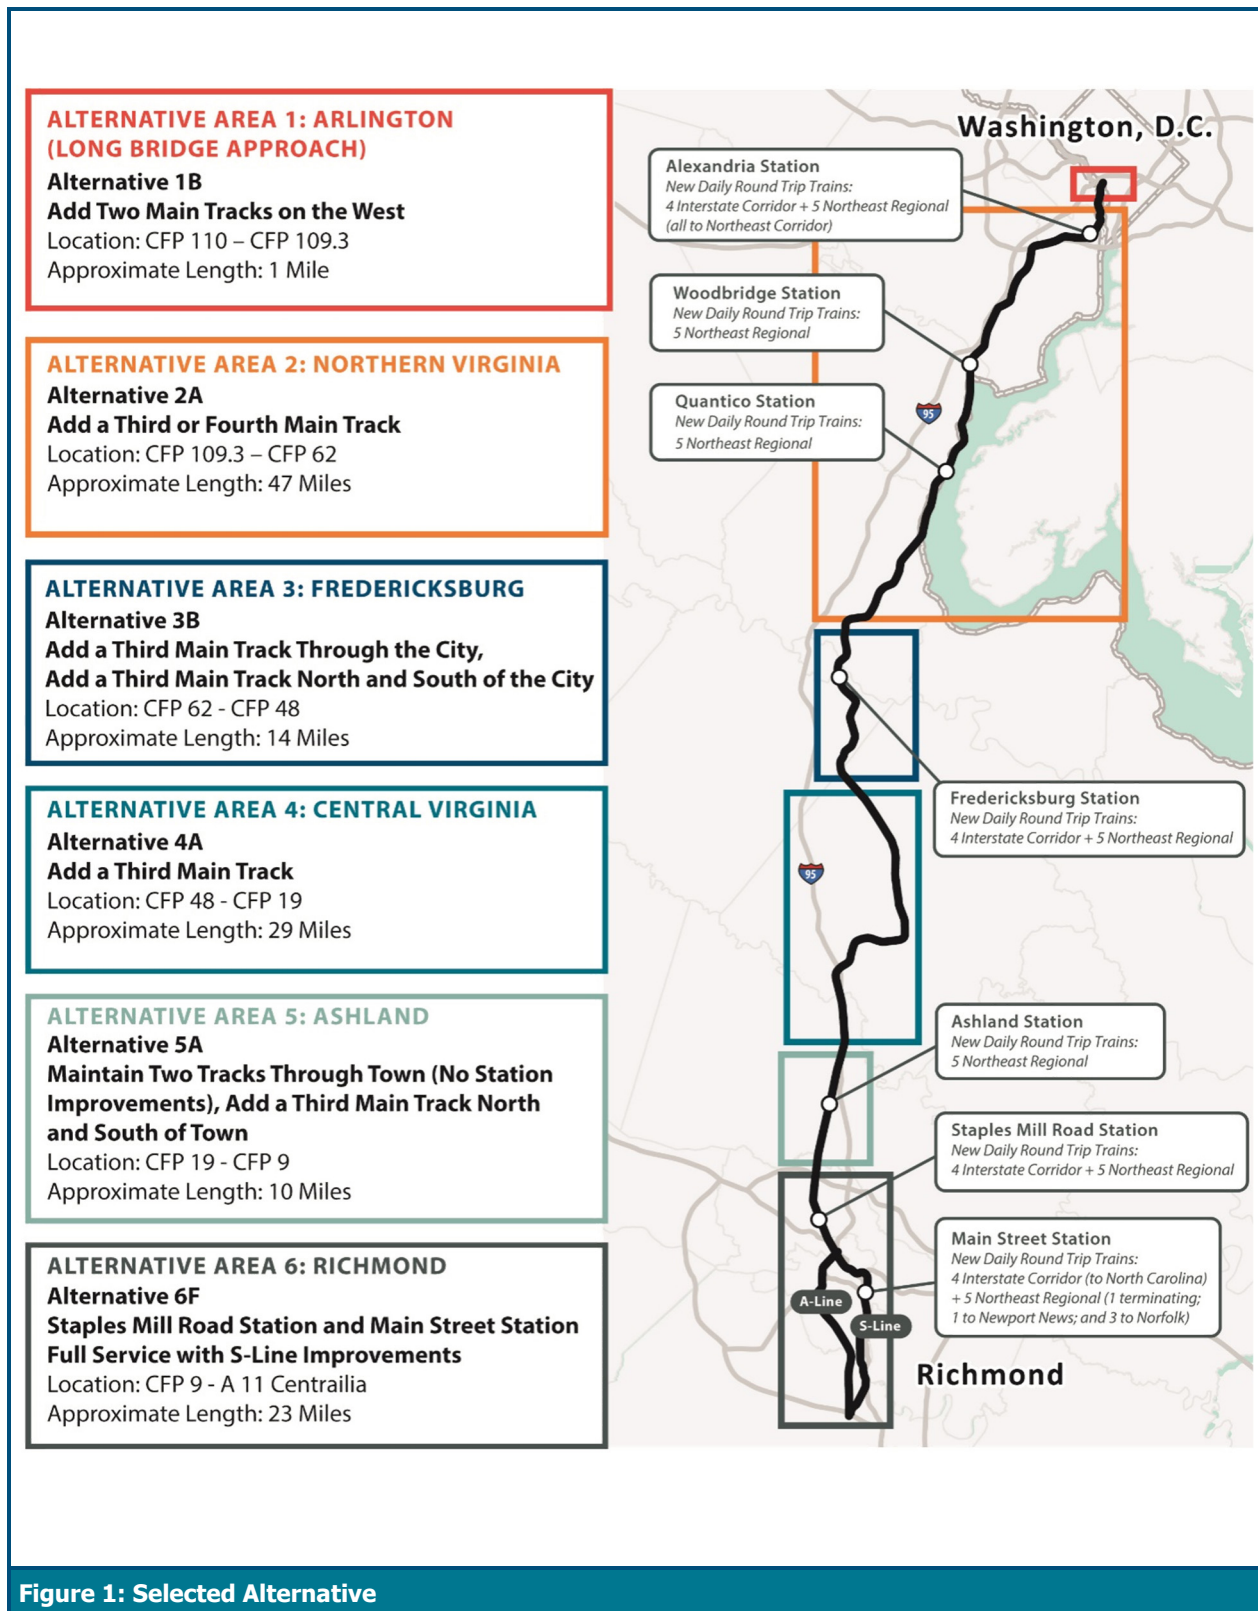 ALTERNATIVE AREA 1: ARLINGTON
(LONG BRIDGE APPROACH)
Alternative 1B
Add Two Main Tracks on the West
Location: CFP 110 – CFP 109.3
Approximate Length: 1 Mile
ALTERNATIVE AREA 2: NORTHERN VIRGINIA
Alternative 2A
Add a Third or Fourth Main Track
Location: CFP 109.3 – CFP 62
Approximate Length: 47 Miles
ALTERNATIVE AREA 3: FREDERICKSBURG
Alternative 3B
Add a Third Main Track Through the City,
Add a Third Main Track North and South of the City
Location: CFP 62 - CFP 48
Approximate Length: 14 Miles
ALTERNATIVE AREA 4: CENTRAL VIRGINIA
Alternative 4A
Add a Third Main Track
Location: CFP 48 - CFP 19
Approximate Length: 29 Miles
ALTERNATIVE AREA 5: ASHLAND
Alternative 5A
Maintain Two Tracks Through Town (No Station
Improvements), Add a Third Main Track North
and South of Town
Location: CFP 19 - CFP 9
Approximate Length: 10 Miles
ALTERNATIVE AREA 6: RICHMOND
Alternative 6F
Staples Mill Road Station and Main Street Station
Full Service with S-Line Improvements
Location: CFP 9 - A 11 Centrailia
Approximate Length: 23 Miles
Washington, D.C.
Alexandria Station
New Daily Round Trip Trains:
4 Interstate Corridor + 5 Northeast Regional
(all to Northeast Corridor)
Woodbridge Station
New Daily Round Trip Trains:
5 Northeast Regional
Quantico Station
New Daily Round Trip Trains:
5 Northeast Regional
95
Fredericksburg Station
New Daily Round Trip Trains:
4 Interstate Corridor + 5 Northeast Regional
95
Ashland Station
New Daily Round Trip Trains:
5 Northeast Regional
Staples Mill Road Station
New Daily Round Trip Trains:
4 Interstate Corridor + 5 Northeast Regional
Main Street Station
New Daily Round Trip Trains:
4 Interstate Corridor (to North Carolina)
+ 5 Northeast Regional (1 terminating;
1 to Newport News; and 3 to Norfolk)
A-Line
S-Line
Richmond
Figure 1: Selected Alternative